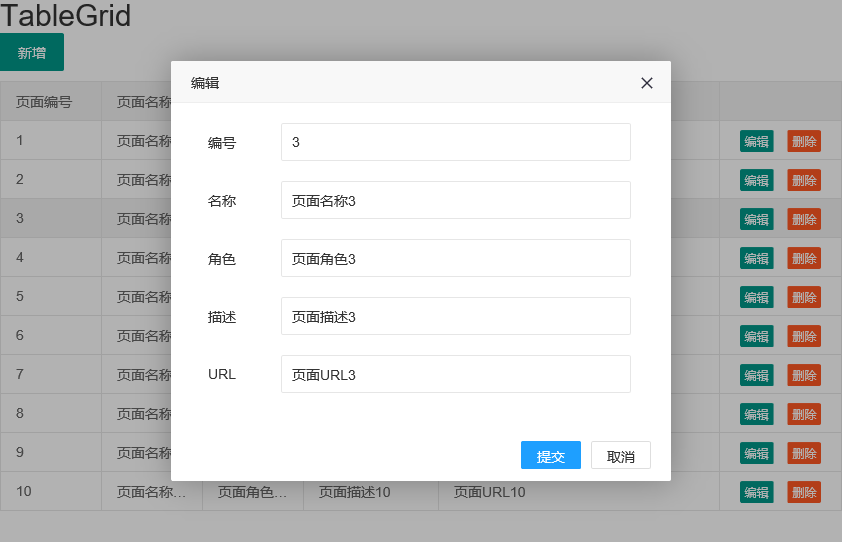 TableGrid
新增
编辑
页面编号 页面名称
编号 3
1 页面名称 编辑 删除
2 页面名称 编辑 删除
名称 页面名称3
3 页面名称 编辑 删除
角色 页面角色3
4 页面名称 编辑 删除
5 页面名称 编辑 删除
描述 页面描述3
6 页面名称 编辑 删除
URL 页面URL3
7 页面名称 编辑 删除
8 页面名称 编辑 删除
9 页面名称 编辑 删除
提交 取消
10 页面名称... 页面角色... 页面描述10 页面URL10 编辑 删除